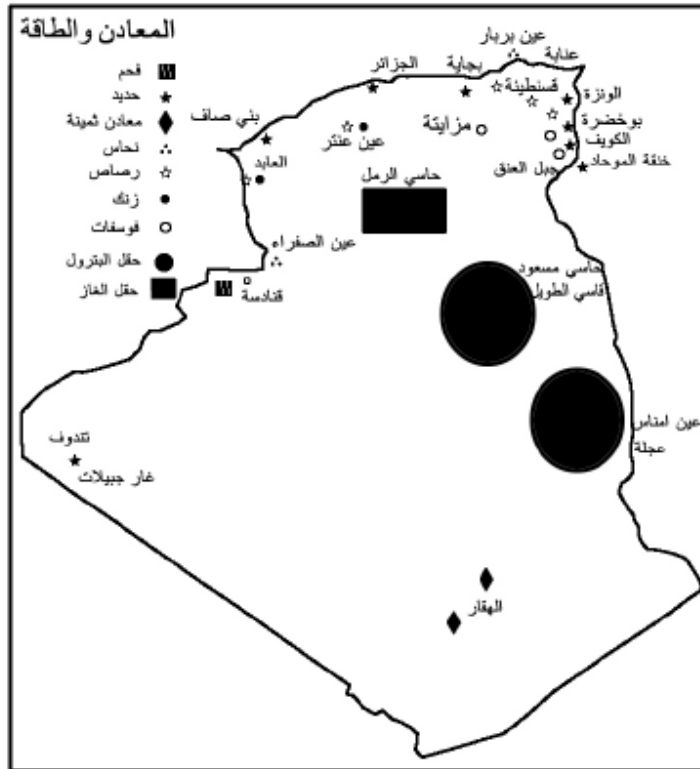 المعادن والطاقة
فحم
حديد
معادن ثمينة
نحاس
رصاص
زنك
فوسفات
حقل البترول
حقل الغاز
عين بربار
عنابة
بجاية
الجزائر
قسنطينة
الونزة
بوخضرة
الكويف
خنقة الموحاد
جبل العنق
مزايتة
عين عنتر
بني صاف
العابد
حاسي الرمل
عين الصفراء
قنادسة
حاسي مسعود
قاسي الطويل
عين امناس
عجلة
تندوف
غار جبيلات
الهقار